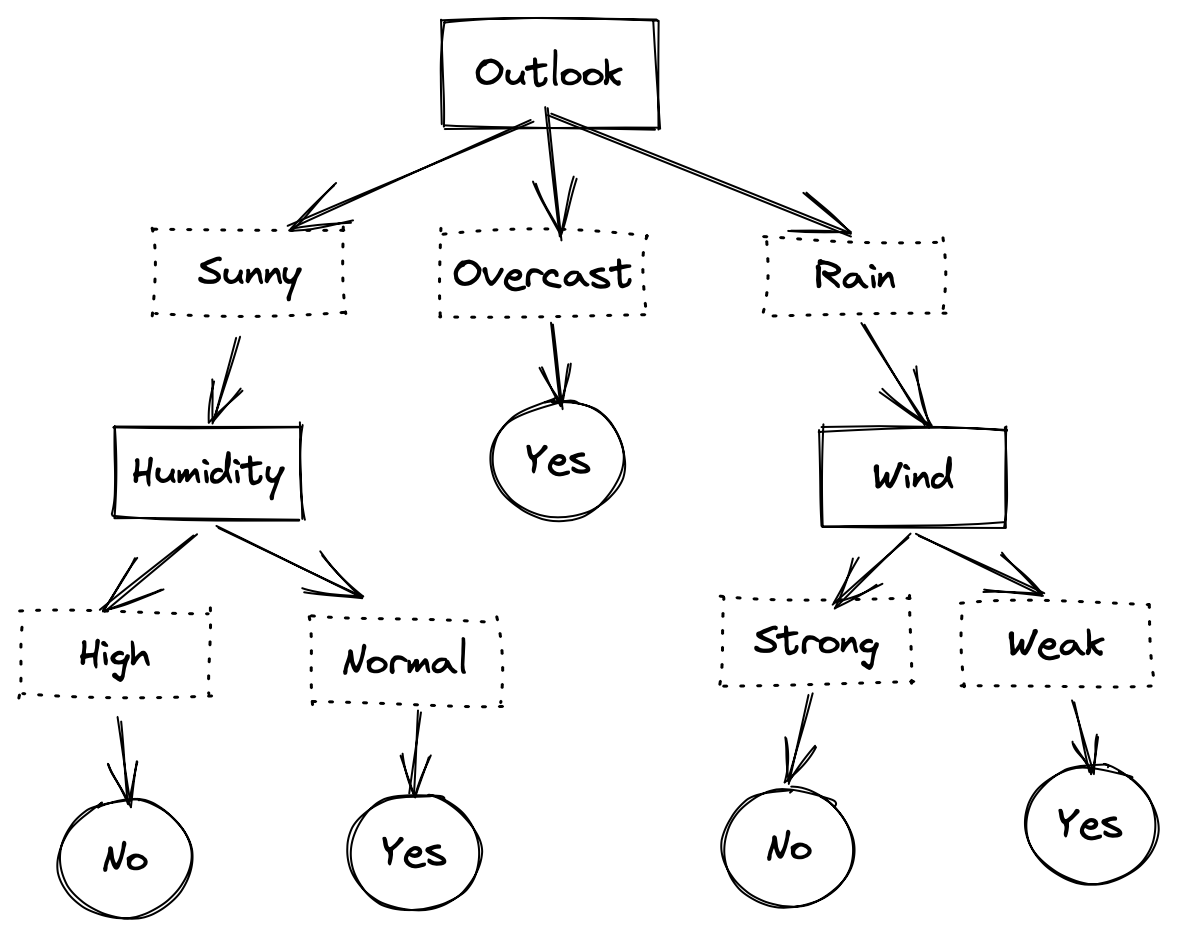 Outlook
Sunny
Overcast
Rain
Humidity
Yes
Wind
High
Normal
Strong
Weak
No
Yes
No
Yes